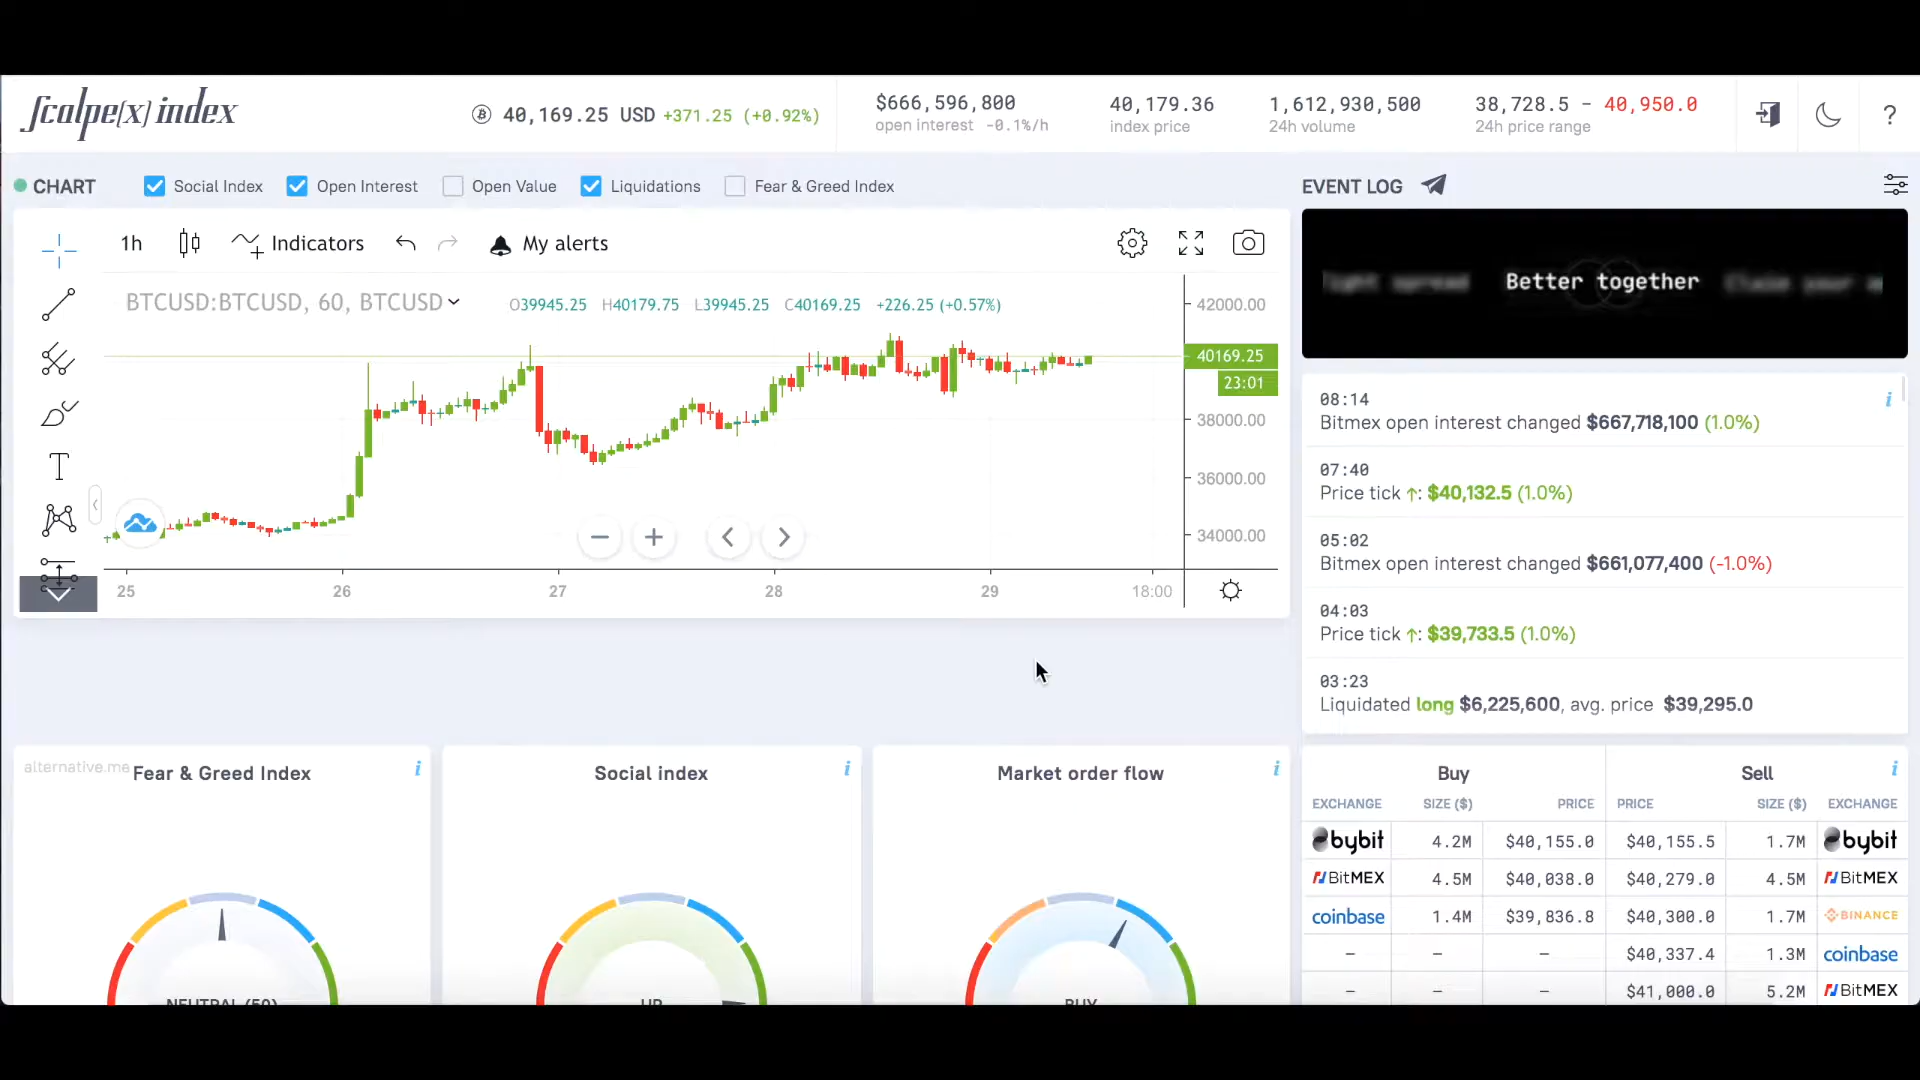 Scalpe(x) index
40,169.25 USD +371.25 (+0.92%)
$666,596,800
open interest -0.1%/h
40,179.36
index price
1,612,930,500
24h volume
38,728.5 - 40,950.0
24h price range
?
CHART
Social Index
Open Interest
Open Value
Liquidations
Fear & Greed Index
1h
Indicators
My alerts
BTCUSD:BTCUSD, 60, BTCUSD
O39945.25 H40179.75 L39945.25 C40169.25 +226.25 (+0.57%)
42000.00
40169.25
23:01
38000.00
36000.00
34000.00
25 26 27 28 29 18:00
EVENT LOG
Better together
08:14
Bitmex open interest changed $667,718,100 (1.0%)
07:40
Price tick ↑: $40,132.5 (1.0%)
05:02
Bitmex open interest changed $661,077,400 (-1.0%)
04:03
Price tick ↑: $39,733.5 (1.0%)
03:23
Liquidated long $6,225,600, avg. price $39,295.0
alternative.me Fear & Greed Index
NEUTRAL (50)
Social index
UP
Market order flow
BUY
Buy Sell
EXCHANGE SIZE ($) PRICE PRICE SIZE ($) EXCHANGE
bybit 4.2M $40,155.0 $40,155.5 1.7M bybit
BitMEX 4.5M $40,038.0 $40,279.0 4.5M BitMEX
coinbase 1.4M $39,836.8 $40,300.0 1.7M BINANCE
– – – $40,337.4 1.3M coinbase
– – – $41,000.0 5.2M BitMEX